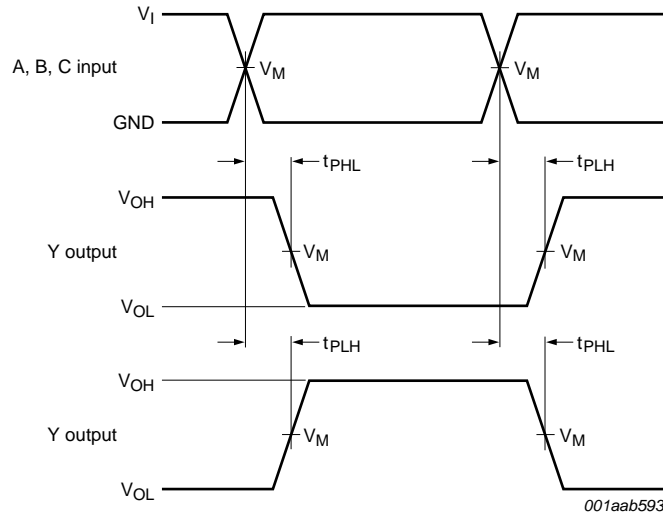 VI
A, B, C input
VM
VM
GND
tPHL
tPLH
VOH
Y output
VM
VM
VOL
tPLH
tPHL
VOH
Y output
VM
VM
VOL
001aab593